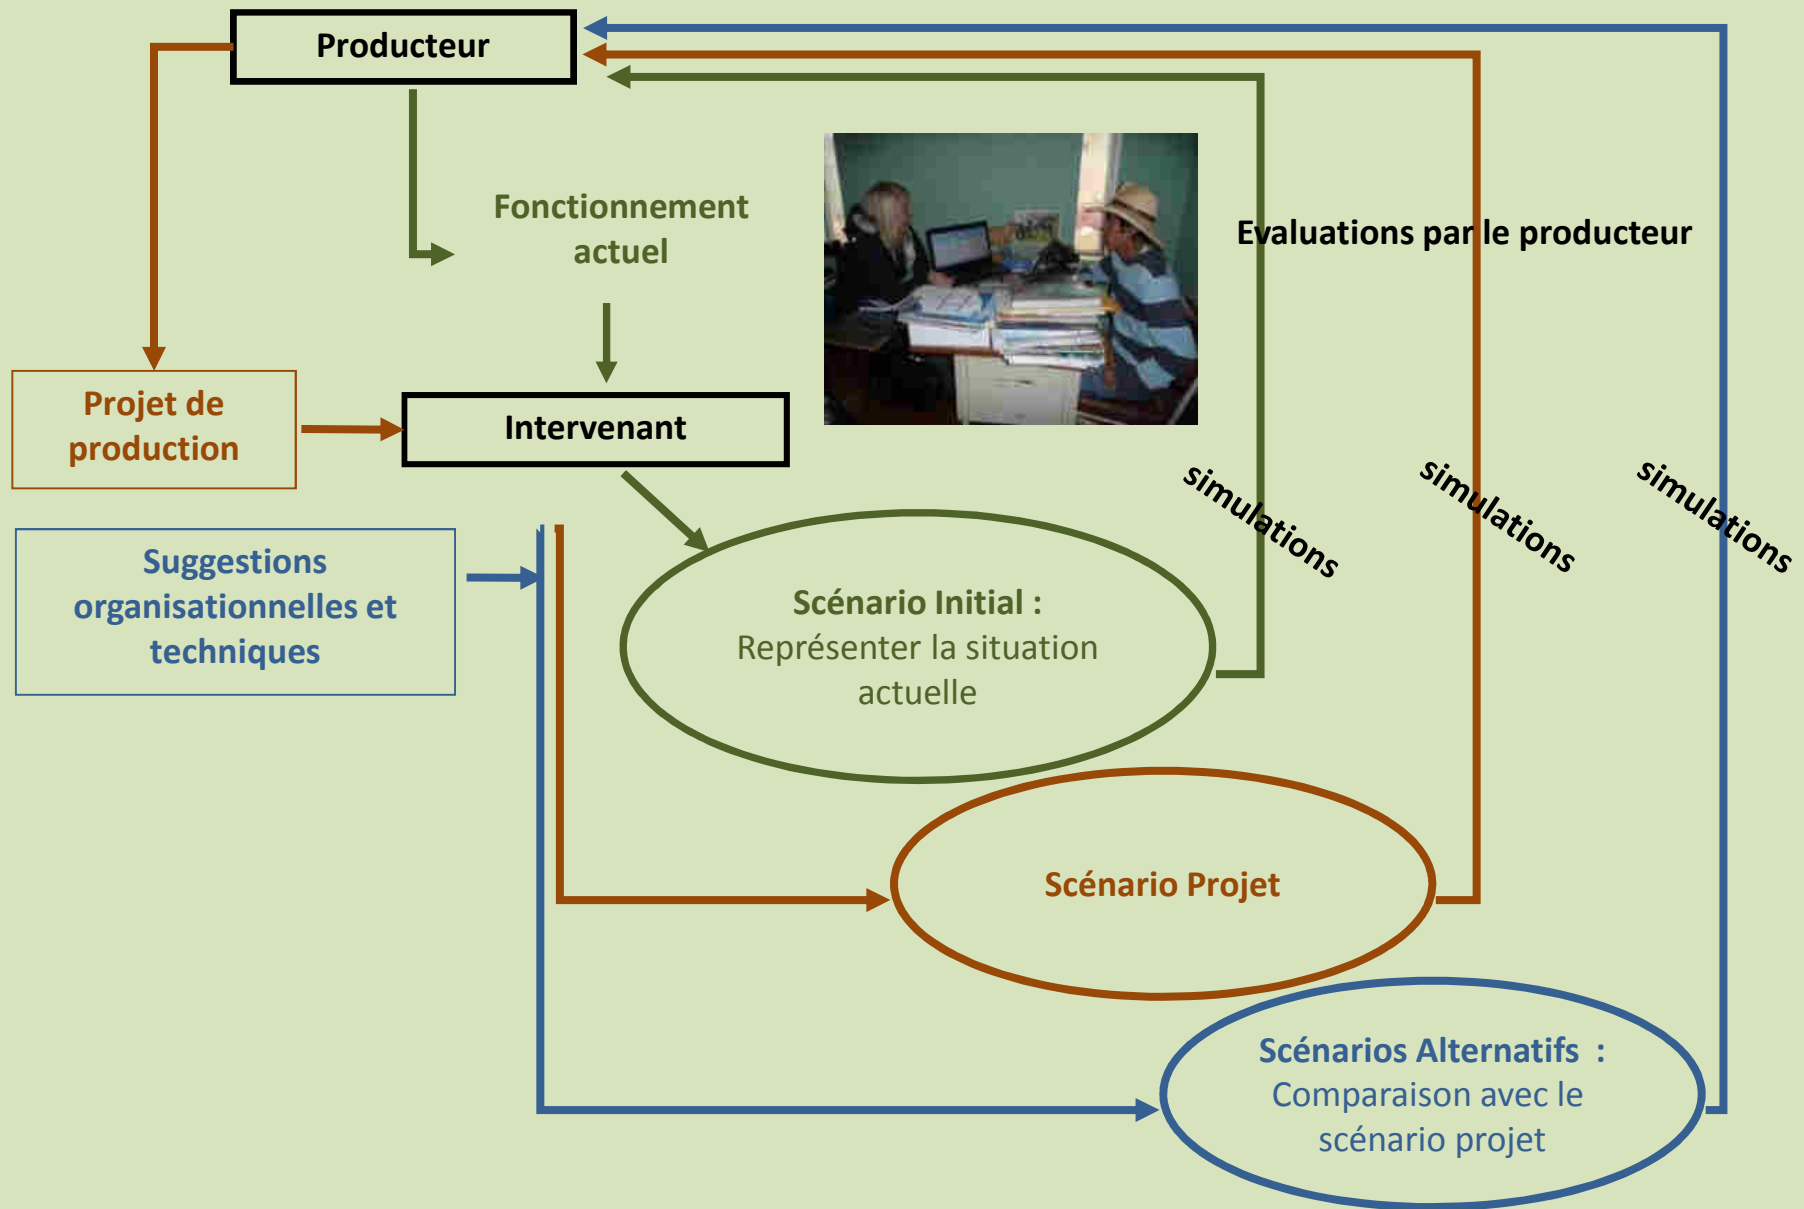 Producteur
Fonctionnement
actuel
Evaluations par le producteur
Projet de
production
Intervenant
simulations
simulations
simulations
Suggestions
organisationnelles et
techniques
Scénario Initial :
Représenter la situation
actuelle
Scénario Projet
Scénarios Alternatifs :
Comparaison avec le
scénario projet